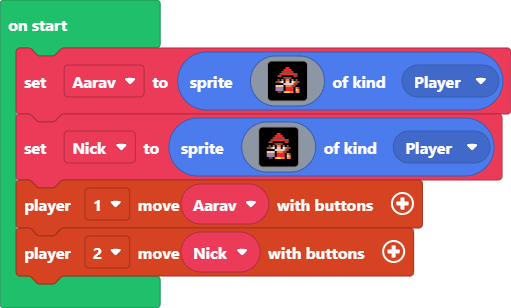 on start
set Aarav to sprite of kind Player
set Nick to sprite of kind Player
player 1 move Aarav with buttons
player 2 move Nick with buttons